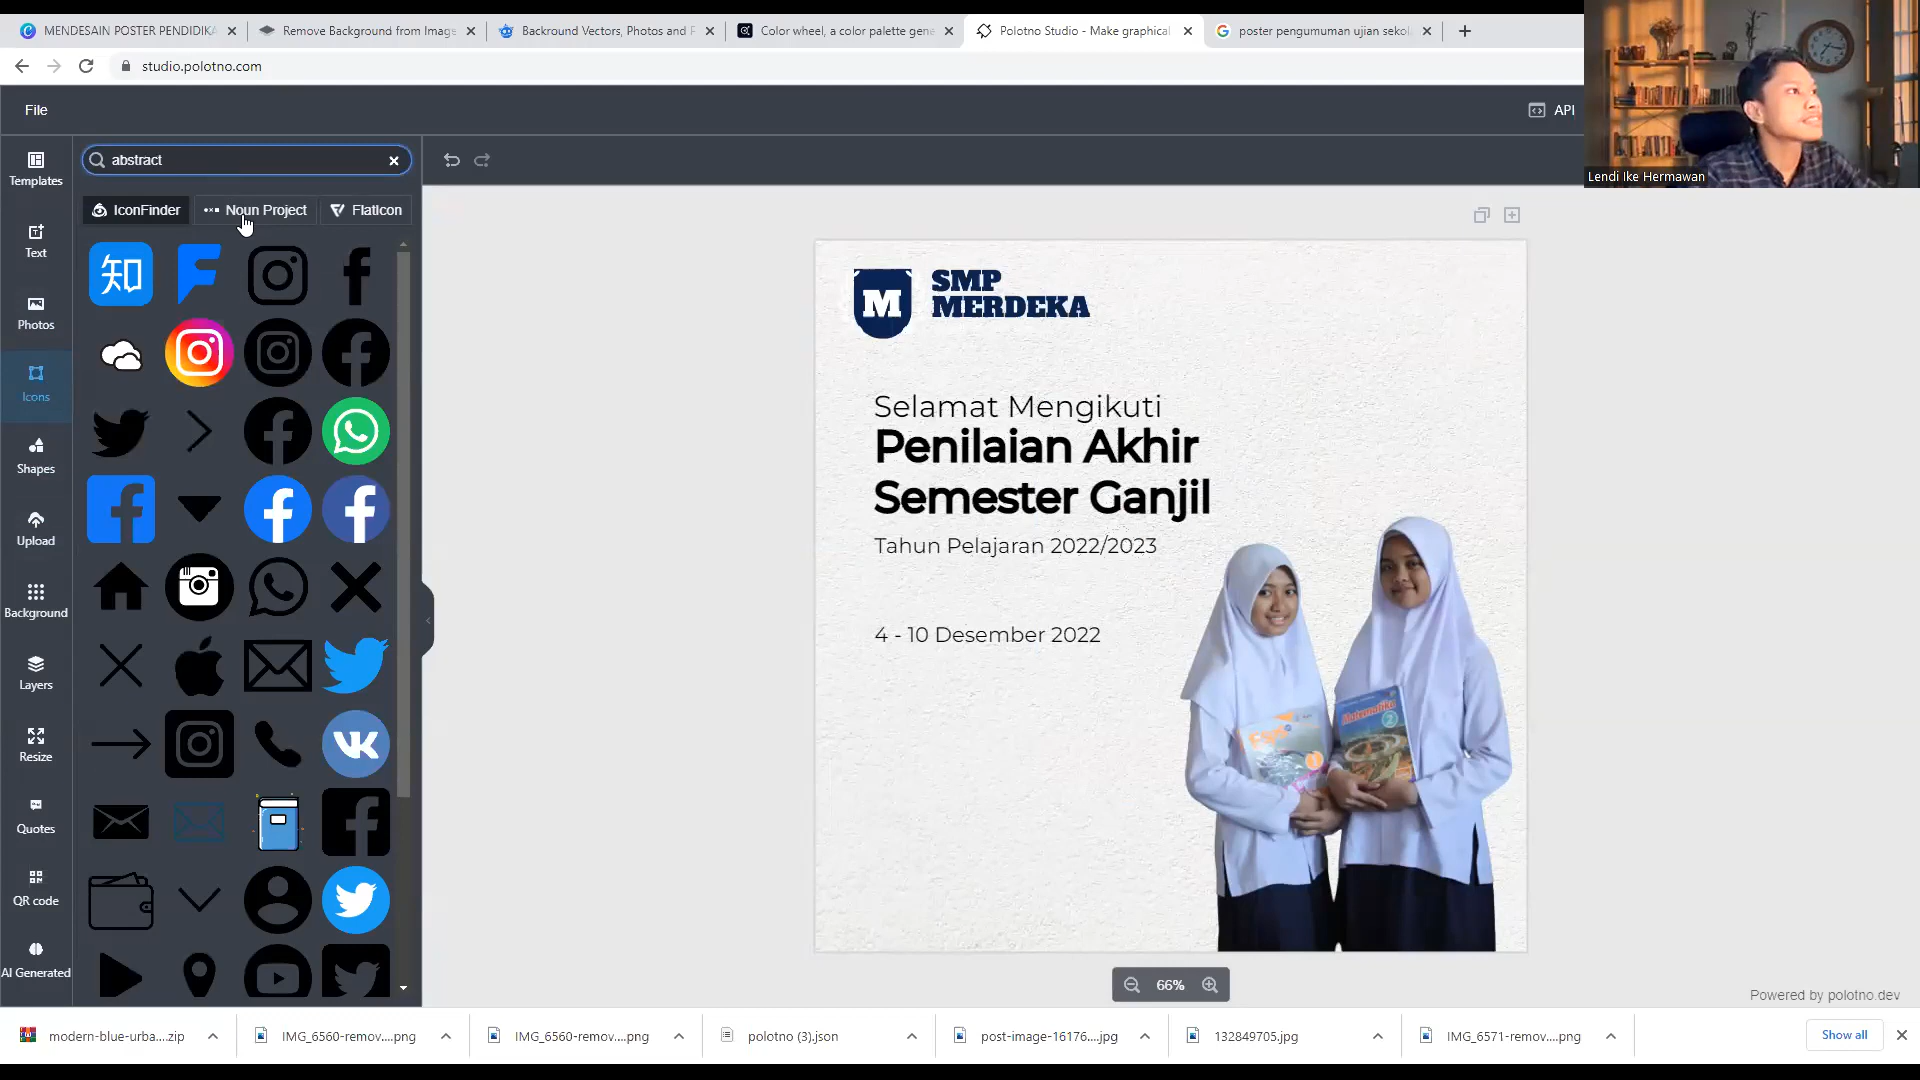 MENDESAIN POSTER PENDIDIKA
Remove Background from Image
Backround Vectors, Photos and F
Color wheel, a color palette gene
Polotno Studio - Make graphical
poster pengumuman ujian sekol
studio.polotno.com
File
API
Lendi Ike Hermawan
Templates
Text
Photos
Icons
Shapes
Upload
Background
Layers
Resize
Quotes
QR code
AI Generated
abstract
IconFinder
Noun Project
FlatIcon
知
M
SMP
MERDEKA
Selamat Mengikuti
Penilaian Akhir
Semester Ganjil
Tahun Pelajaran 2022/2023
4 - 10 Desember 2022
Matematika
2
1
66%
Powered by polotno.dev
modern-blue-urba....zip
IMG_6560-remov....png
IMG_6560-remov....png
polotno (3).json
post-image-16176....jpg
132849705.jpg
IMG_6571-remov....png
Show all